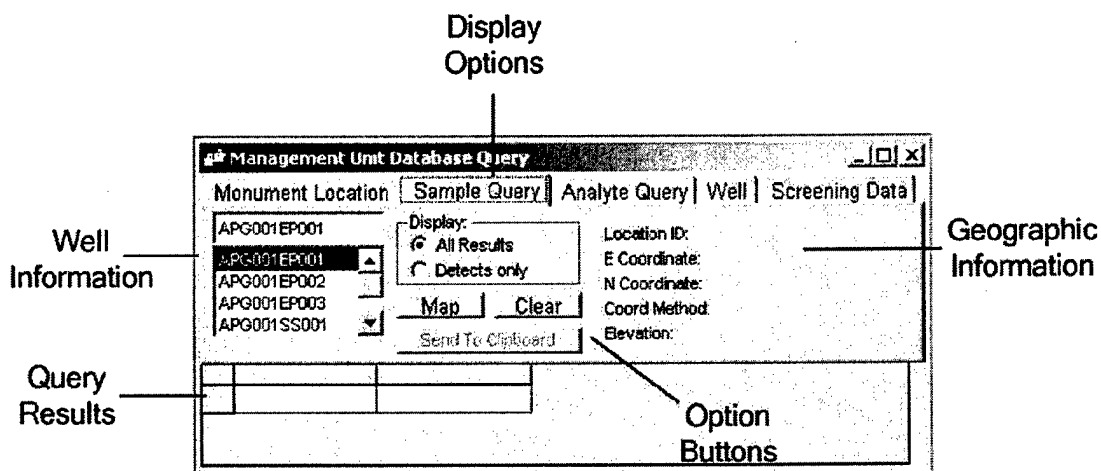 Display
Options
Management Unit Database Query
Monument Location Sample Query Analyte Query Well Screening Data
Well
Information
APG001EP001
APG001EP001
APG001EP002
APG001EP003
APG001SS001
Display:
All Results
Detects only
Map Clear
Send To Clipboard
Location ID:
E Coordinate:
N Coordinate:
Coord Method:
Elevation:
Geographic
Information
Query
Results
Option
Buttons